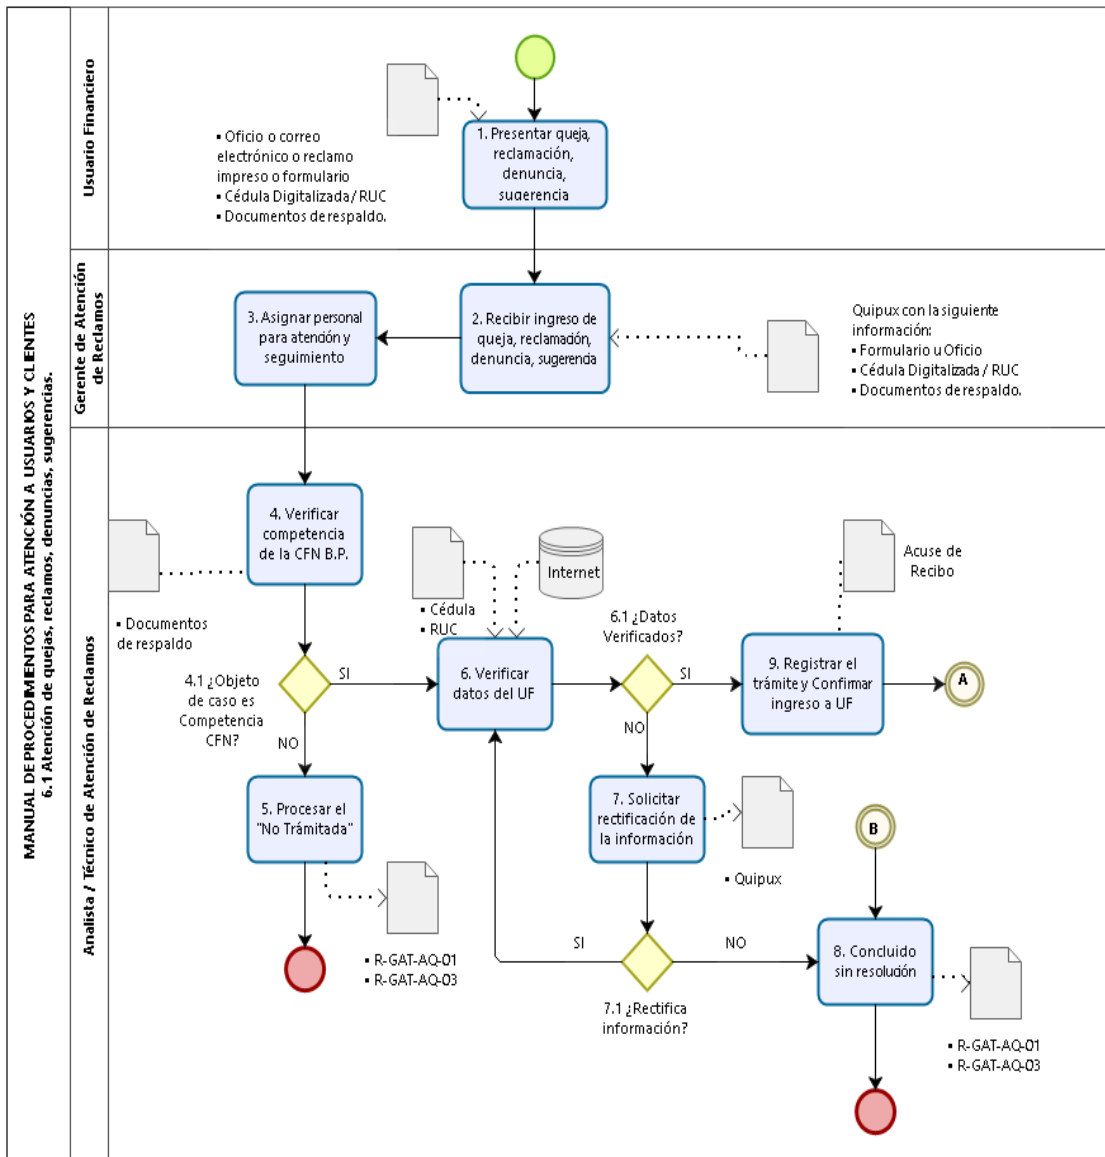 MANUAL DE PROCEDIMIENTOS PARA ATENCIÓN A USUARIOS Y CLIENTES
6.1 Atención de quejas, reclamos, denuncias, sugerencias.
Usuario Financiero
▪ Oficio o correo
electrónico o reclamo
impreso o formulario
▪ Cédula Digitalizada/ RUC
▪ Documentos de respaldo.
1. Presentar queja,
reclamación,
denuncia,
sugerencia
Gerente de Atención
de Reclamos
3. Asignar personal
para atención y
seguimiento
2. Recibir ingreso de
queja, reclamación,
denuncia, sugerencia
Quipux con la siguiente
información:
▪ Formulario u Oficio
▪ Cédula Digitalizada / RUC
▪ Documentos de respaldo.
Analista / Técnico de Atención de Reclamos
4. Verificar
competencia
de la CFN B.P.
▪ Documentos
de respaldo
▪ Cédula
▪ RUC
Internet
Acuse de
Recibo
4.1 ¿Objeto
de caso es
Competencia
CFN?
SI
NO
6. Verificar
datos del UF
6.1 ¿Datos
Verificados?
SI
NO
9. Registrar el
trámite y Confirmar
ingreso a UF
A
5. Procesar el
"No Trámitada"
▪ R-GAT-AQ-01
▪ R-GAT-AQ-03
7. Solicitar
rectificación de
la información
▪ Quipux
B
SI
NO
7.1 ¿Rectifica
información?
8. Concluido
sin resolución
▪ R-GAT-AQ-01
▪ R-GAT-AQ-03